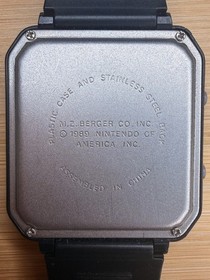 PLASTIC CASE AND STAINLESS STEEL BACK
M.Z. BERGER CO., INC.
© 1989 NINTENDO OF
AMERICA INC.
ASSEMBLED IN CHINA